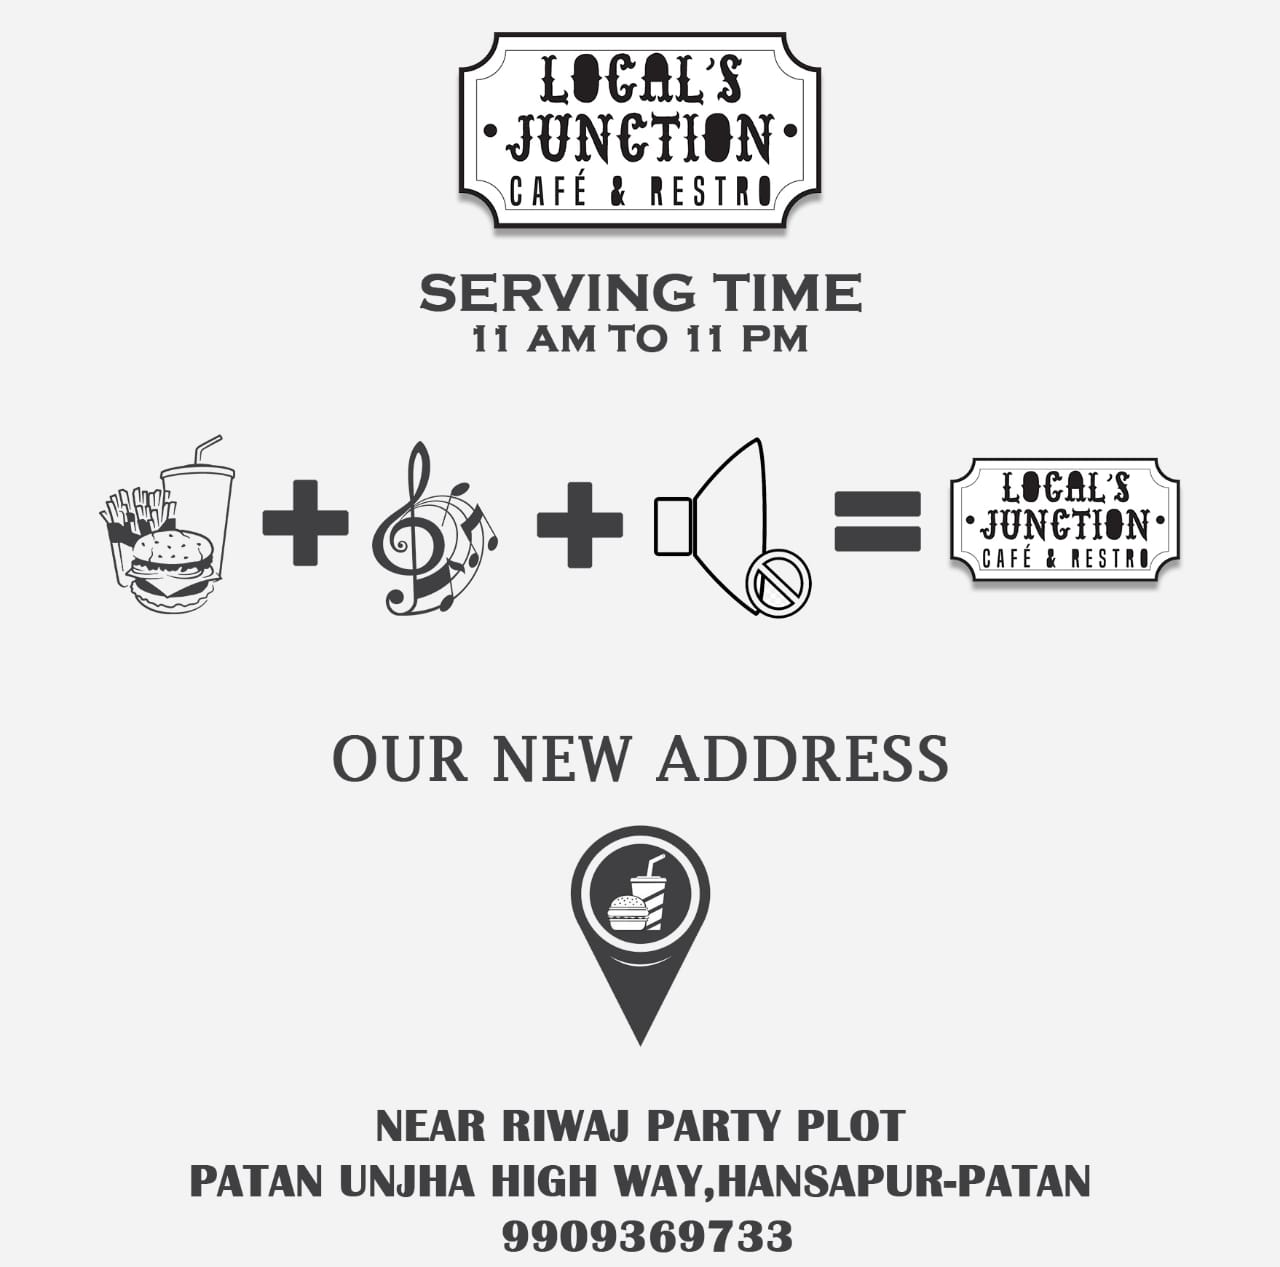 LOCAL'S
JUNCTION
CAFÉ & RESTRO
SERVING TIME
11 AM TO 11 PM
LOCAL'S
JUNCTION
CAFÉ & RESTRO
OUR NEW ADDRESS
NEAR RIWAJ PARTY PLOT
PATAN UNJHA HIGH WAY,HANSAPUR-PATAN
9909369733